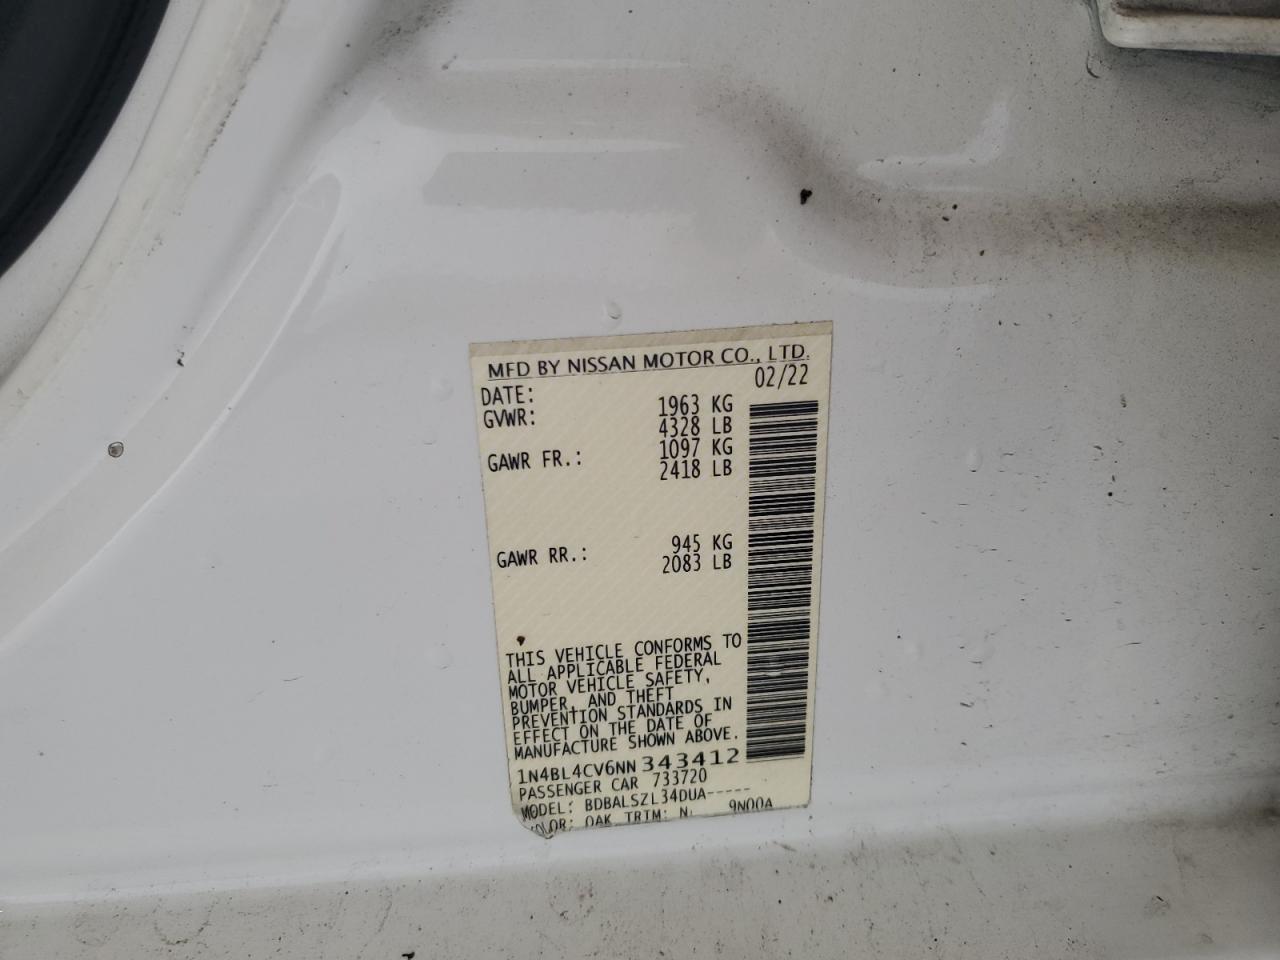 MFD BY NISSAN MOTOR CO., LTD.
DATE: 02/22
GVWR: 1963 KG
4328 LB
GAWR FR.: 1097 KG
2418 LB
GAWR RR.: 945 KG
2083 LB
THIS VEHICLE CONFORMS TO
ALL APPLICABLE FEDERAL
MOTOR VEHICLE SAFETY,
BUMPER, AND THEFT
PREVENTION STANDARDS IN
EFFECT ON THE DATE OF
MANUFACTURE SHOWN ABOVE.
1N4BL4CV6NN343412
PASSENGER CAR 733720
MODEL: BDBALSZL34DUA-----
COLOR: QAK TRIM: N